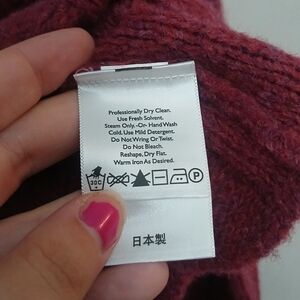 Professionally Dry Clean.
Use Fresh Solvent.
Steam Only. -Or- Hand Wash
Cold. Use Mild Detergent.
Do Not Wring or Twist.
Do Not Bleach.
Reshape, Dry Flat.
Warm Iron As Desired.
30C P
日本製